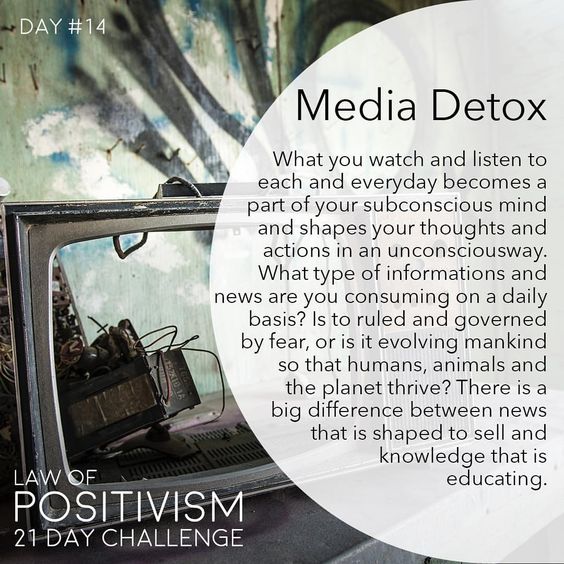 DAY #14
Media Detox
What you watch and listen to
each and everyday becomes a
part of your subconscious mind
and shapes your thoughts and
actions in an unconsciousway.
What type of informations and
news are you consuming on a daily
basis? Is to ruled and governed
by fear, or is it evolving mankind
so that humans, animals and
the planet thrive? There is a
big difference between news
that is shaped to sell and
knowledge that is
educating.
LAW OF
POSITIVISM
21 DAY CHALLENGE